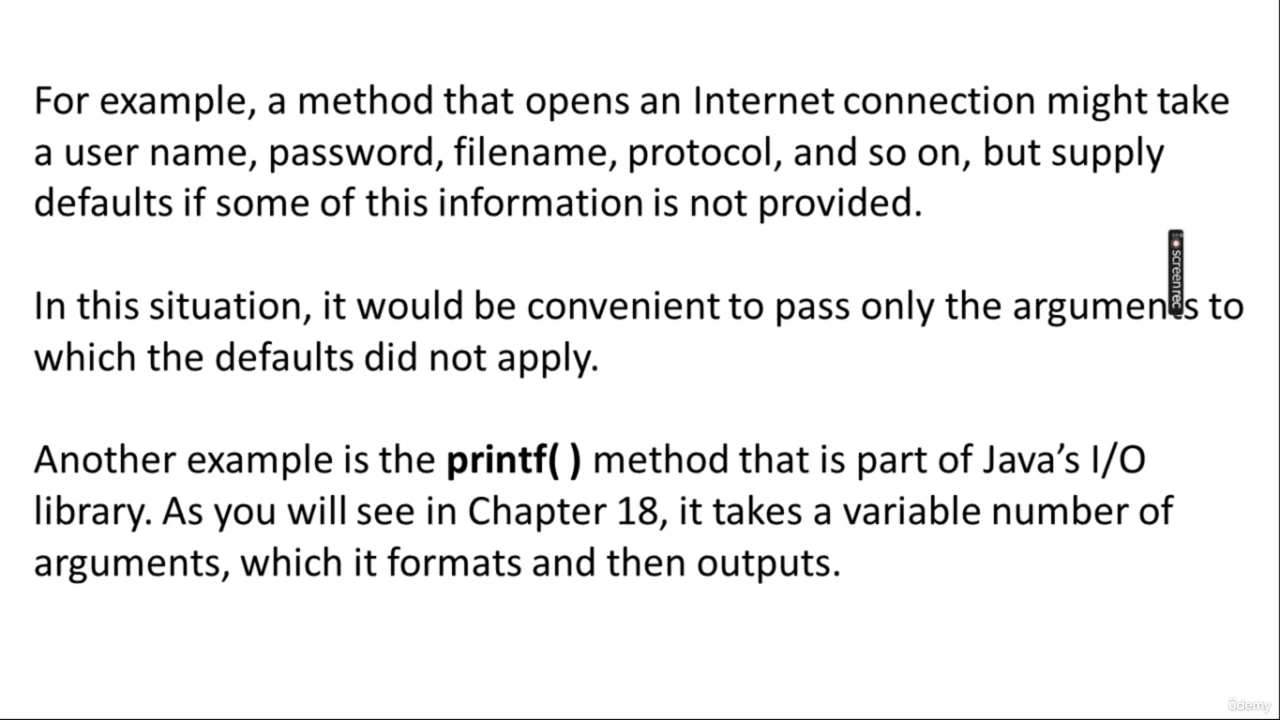 For example, a method that opens an Internet connection might take
a user name, password, filename, protocol, and so on, but supply
defaults if some of this information is not provided.
screenrec
In this situation, it would be convenient to pass only the arguments to
which the defaults did not apply.
Another example is the printf( ) method that is part of Java’s I/O
library. As you will see in Chapter 18, it takes a variable number of
arguments, which it formats and then outputs.
ûdemy